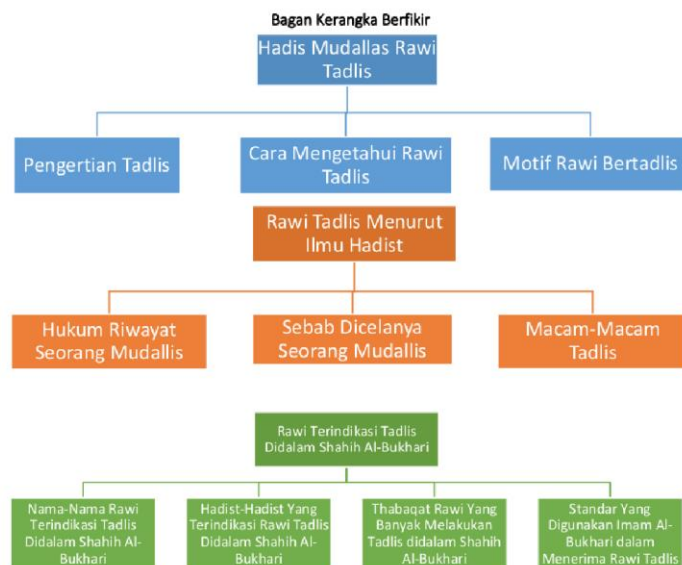 Bagan Kerangka Berfikir
Hadis Mudallas Rawi
Tadlis
Pengertian Tadlis
Cara Mengetahui Rawi
Tadlis
Motif Rawi Bertadlis
Rawi Tadlis Menurut
Ilmu Hadist
Hukum Riwayat
Seorang Mudallis
Sebab Dicelanya
Seorang Mudallis
Macam-Macam
Tadlis
Rawi Terindikasi Tadlis
Didalam Shahih Al-Bukhari
Nama-Nama Rawi
Terindikasi Tadlis
Didalam Shahih Al-
Bukhari
Hadist-Hadist Yang
Terindikasi Rawi Tadlis
Didalam Shahih Al-
Bukhari
Thabaqat Rawi Yang
Banyak Melakukan
Tadlis didalam Shahih
Al-Bukhari
Standar Yang
Digunakan Imam Al-
Bukhari dalam
Menerima Rawi Tadlis